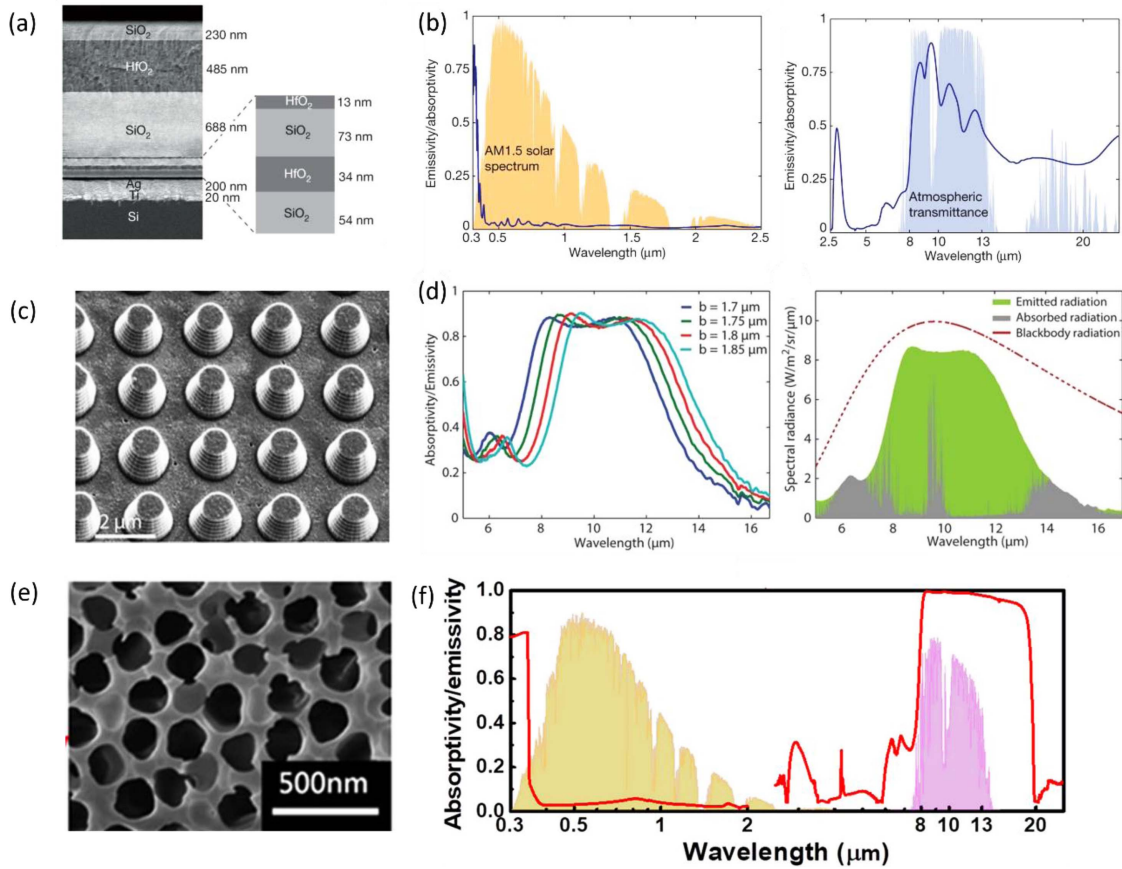 (a)
SiO₂
230 nm
HfO₂
485 nm
SiO₂
688 nm
Ag
200 nm
Ti
20 nm
Si
HfO₂
13 nm
SiO₂
73 nm
HfO₂
34 nm
SiO₂
54 nm
(b)
Emissivity/absorptivity
1
0.75
0.5
0.25
0
AM1.5 solar
spectrum
0.3 0.5 1 1.5 2 2.5
Wavelength (μm)
Emissivity/absorptivity
1
0.75
0.5
0.25
0
Atmospheric
transmittance
2.5 5 8 10 13 20
Wavelength (μm)
(c)
2 μm
(d)
Absorptivity/Emissivity
1
0.8
0.6
0.4
0.2
0
b = 1.7 μm
b = 1.75 μm
b = 1.8 μm
b = 1.85 μm
6 8 10 12 14 16
Wavelength (μm)
Spectral radiance (W/m²/sr/μm)
10
8
6
4
2
0
Emitted radiation
Absorbed radiation
Blackbody radiation
6 8 10 12 14 16
Wavelength (μm)
(e)
500nm
(f)
Absorptivity/emissivity
1.0
0.8
0.6
0.4
0.2
0.0
0.3 0.5 1 2 8 10 13 20
Wavelength (μm)